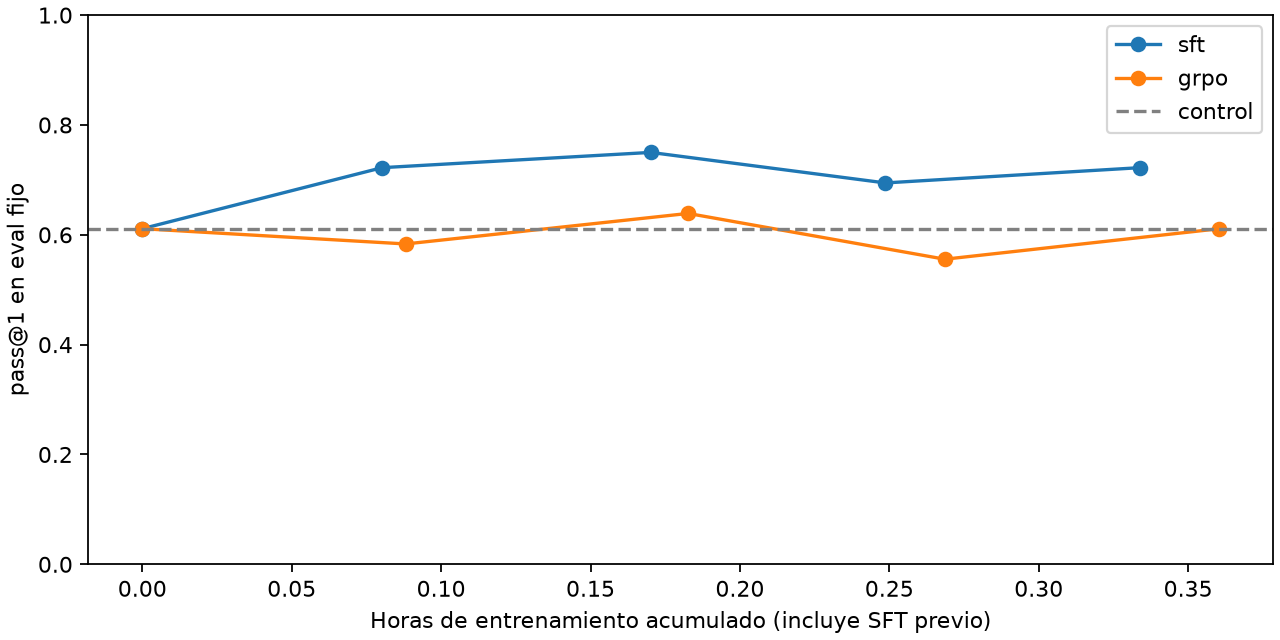 1.0
0.8
0.6
0.4
0.2
0.0
pass@1 en eval fijo
sft
grpo
control
0.00 0.05 0.10 0.15 0.20 0.25 0.30 0.35
Horas de entrenamiento acumulado (incluye SFT previo)